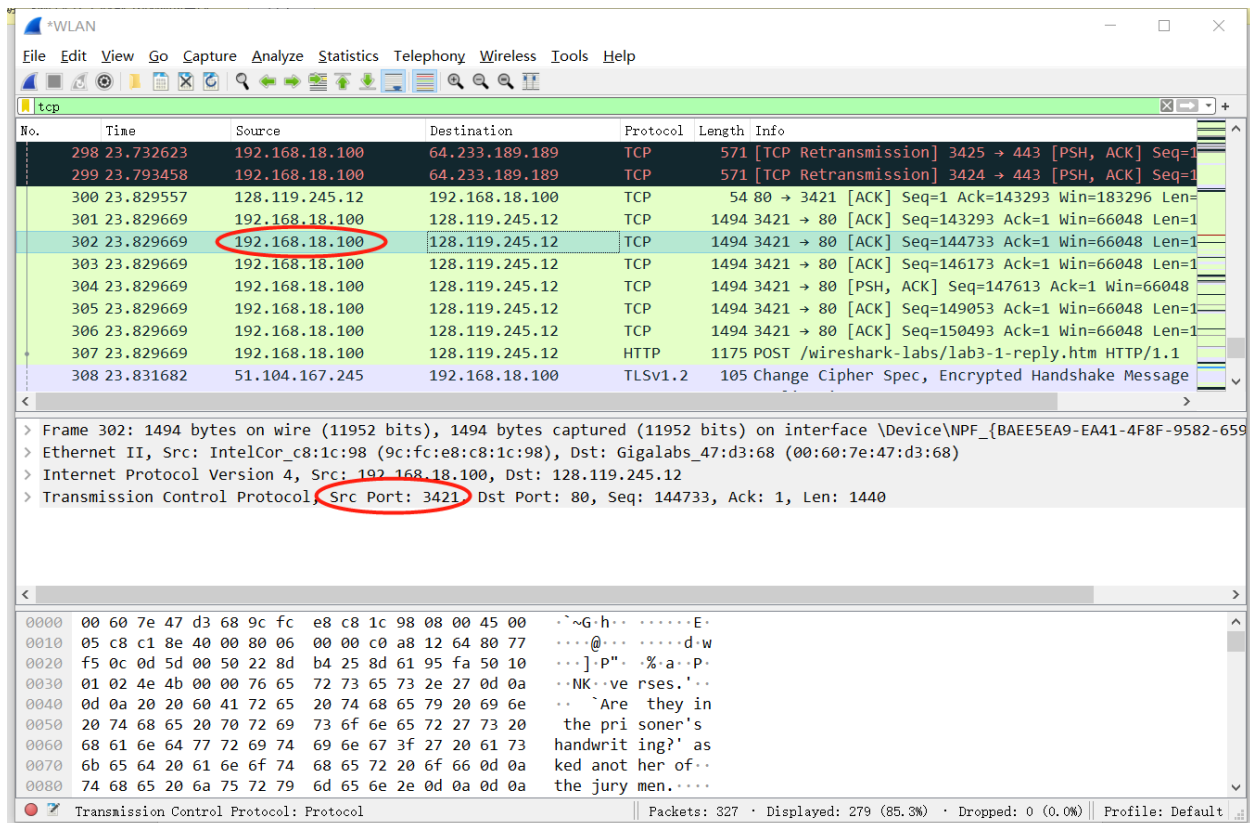 *WLAN
File Edit View Go Capture Analyze Statistics Telephony Wireless Tools Help
tcp
No. Time Source Destination Protocol Length Info
298 23.732623 192.168.18.100 64.233.189.189 TCP 571 [TCP Retransmission] 3425 → 443 [PSH, ACK] Seq=1
299 23.793458 192.168.18.100 64.233.189.189 TCP 571 [TCP Retransmission] 3424 → 443 [PSH, ACK] Seq=1
300 23.829557 128.119.245.12 192.168.18.100 TCP 54 80 → 3421 [ACK] Seq=1 Ack=143293 Win=183296 Len=
301 23.829669 192.168.18.100 128.119.245.12 TCP 1494 3421 → 80 [ACK] Seq=143293 Ack=1 Win=66048 Len=1
302 23.829669 192.168.18.100 128.119.245.12 TCP 1494 3421 → 80 [ACK] Seq=144733 Ack=1 Win=66048 Len=1
303 23.829669 192.168.18.100 128.119.245.12 TCP 1494 3421 → 80 [ACK] Seq=146173 Ack=1 Win=66048 Len=1
304 23.829669 192.168.18.100 128.119.245.12 TCP 1494 3421 → 80 [PSH, ACK] Seq=147613 Ack=1 Win=66048
305 23.829669 192.168.18.100 128.119.245.12 TCP 1494 3421 → 80 [ACK] Seq=149053 Ack=1 Win=66048 Len=1
306 23.829669 192.168.18.100 128.119.245.12 TCP 1494 3421 → 80 [ACK] Seq=150493 Ack=1 Win=66048 Len=1
307 23.829669 192.168.18.100 128.119.245.12 HTTP 1175 POST /wireshark-labs/lab3-1-reply.htm HTTP/1.1
308 23.831682 51.104.167.245 192.168.18.100 TLSv1.2 105 Change Cipher Spec, Encrypted Handshake Message
Frame 302: 1494 bytes on wire (11952 bits), 1494 bytes captured (11952 bits) on interface \Device\NPF_{BAEE5EA9-EA41-4F8F-9582-659
Ethernet II, Src: IntelCor_c8:1c:98 (9c:fc:e8:c8:1c:98), Dst: Gigalabs_47:d3:68 (00:60:7e:47:d3:68)
Internet Protocol Version 4, Src: 192.168.18.100, Dst: 128.119.245.12
Transmission Control Protocol, Src Port: 3421, Dst Port: 80, Seq: 144733, Ack: 1, Len: 1440
0000 00 60 7e 47 d3 68 9c fc e8 c8 1c 98 08 00 45 00 ·`~G·h·· ······E·
0010 05 c8 c1 8e 40 00 80 06 00 00 c0 a8 12 64 80 77 ····@··· ·····d·w
0020 f5 0c 0d 5d 00 50 22 8d b4 25 8d 61 95 fa 50 10 ···]·P"· ·%·a··P·
0030 01 02 4e 4b 00 00 76 65 72 73 65 73 2e 27 0d 0a ··NK··ve rses.'··
0040 0d 0a 20 20 60 41 72 65 20 74 68 65 79 20 69 6e ··  `Are  they in
0050 20 74 68 65 20 70 72 69 73 6f 6e 65 72 27 73 20 the pri soner's
0060 68 61 6e 64 77 72 69 74 69 6e 67 3f 27 20 61 73 handwrit ing?' as
0070 6b 65 64 20 61 6e 6f 74 68 65 72 20 6f 66 0d 0a ked anot her of··
0080 74 68 65 20 6a 75 72 79 6d 65 6e 2e 0d 0a 0d 0a the jury men.····
Transmission Control Protocol: Protocol Packets: 327 · Displayed: 279 (85.3%) · Dropped: 0 (0.0%) Profile: Default